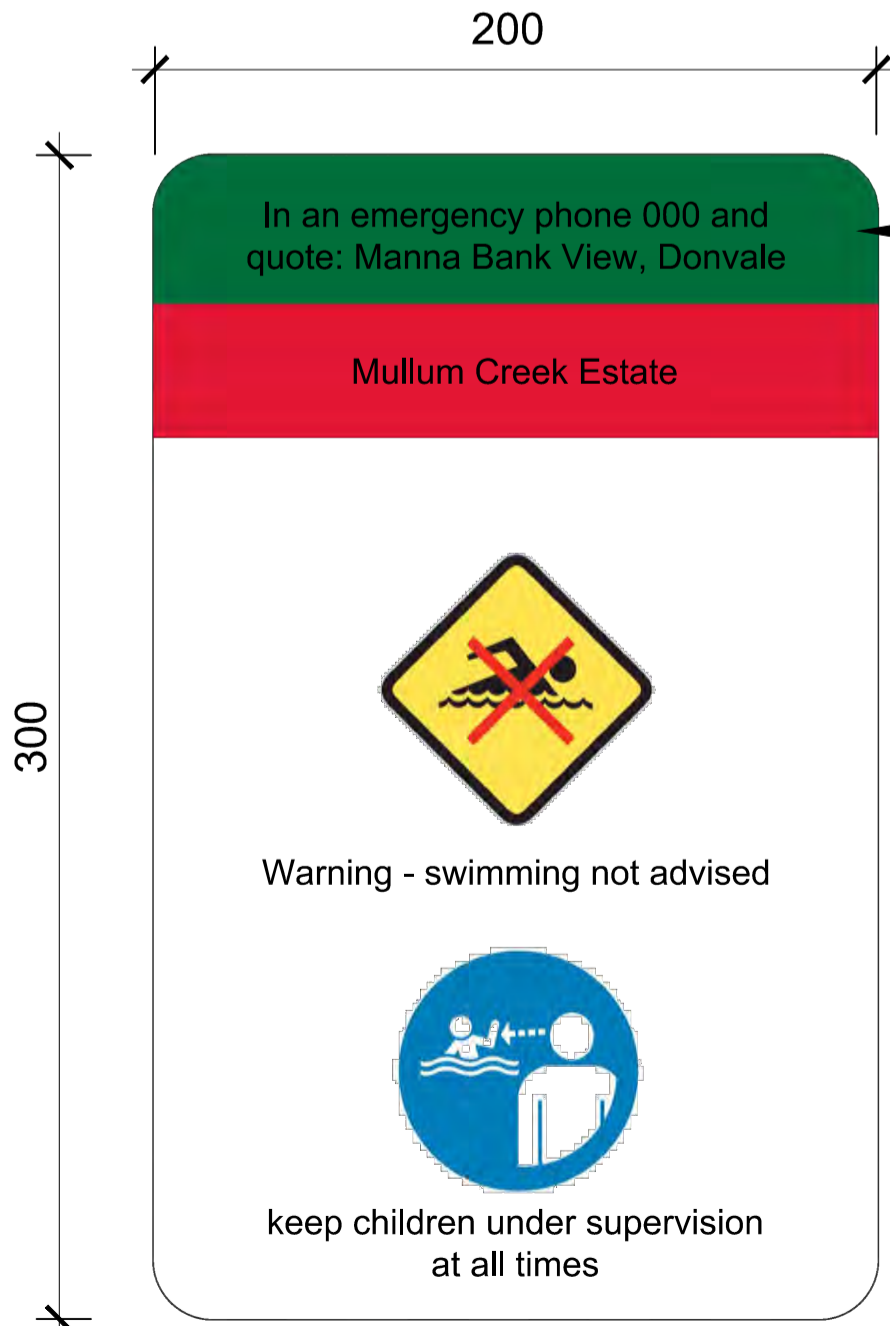 200
In an emergency phone 000 and
quote: Manna Bank View, Donvale
Mullum Creek Estate
300
Warning - swimming not advised
keep children under supervision
at all times